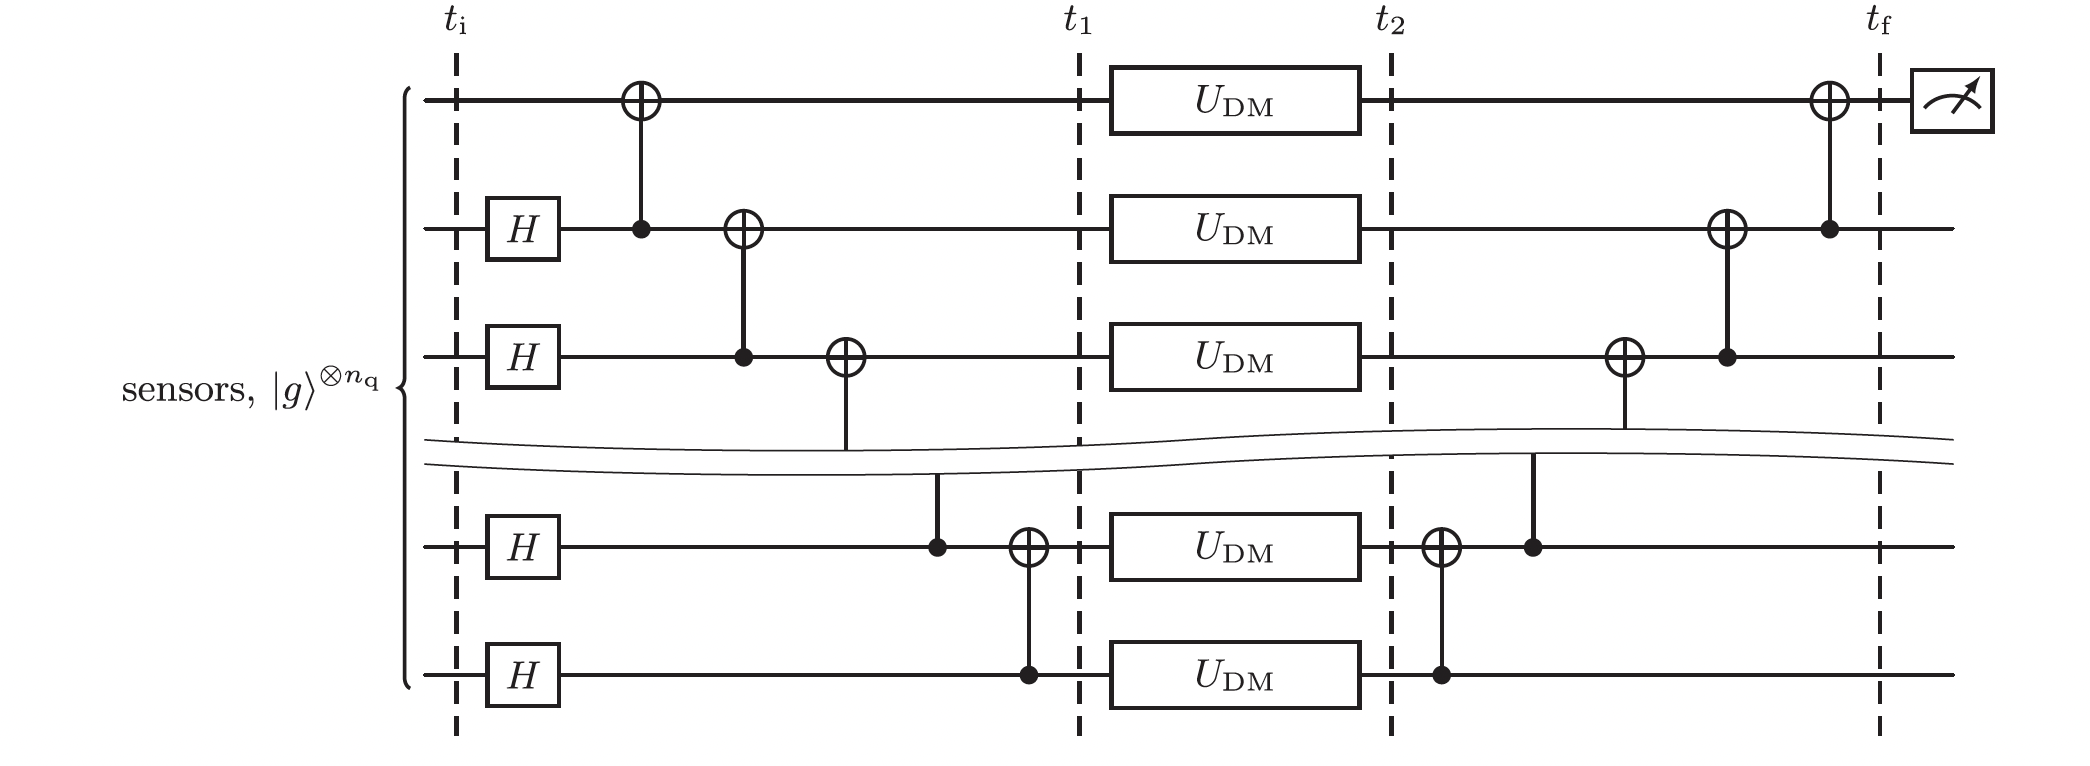 t_i t_1 t_2 t_f
U_DM
H U_DM
H U_DM
sensors, |g⟩^{⊗n_q}
H U_DM
H U_DM